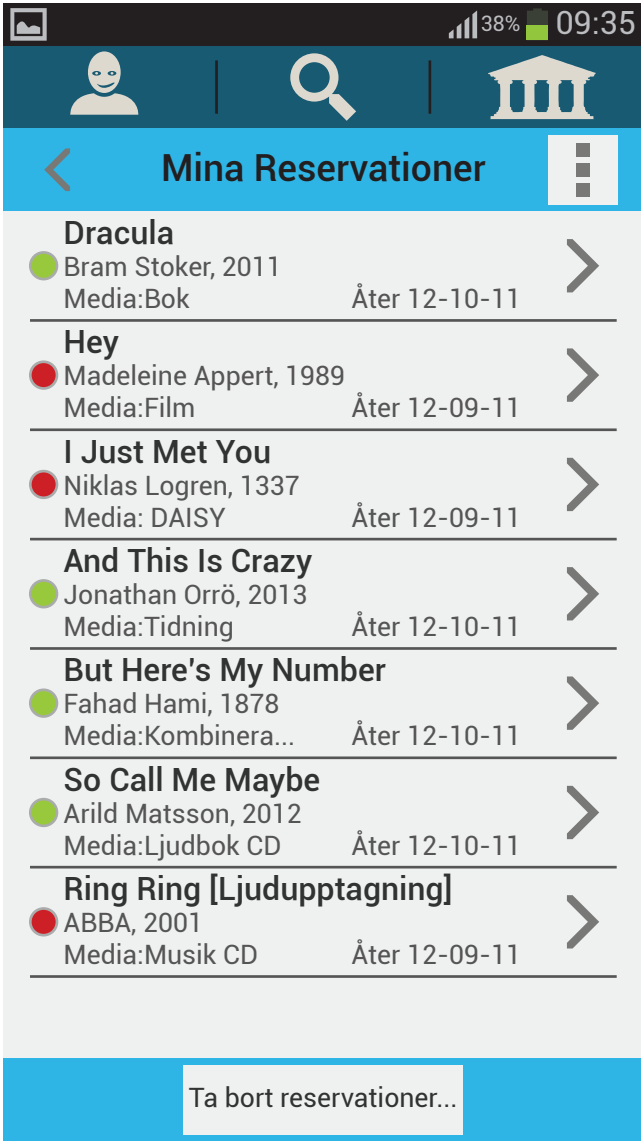 38% 09:35
Mina Reservationer
Dracula
Bram Stoker, 2011
Media:Bok Åter 12-10-11
Hey
Madeleine Appert, 1989
Media:Film Åter 12-09-11
I Just Met You
Niklas Logren, 1337
Media: DAISY Åter 12-09-11
And This Is Crazy
Jonathan Orrö, 2013
Media:Tidning Åter 12-10-11
But Here's My Number
Fahad Hami, 1878
Media:Kombinera... Åter 12-10-11
So Call Me Maybe
Arild Matsson, 2012
Media:Ljudbok CD Åter 12-10-11
Ring Ring [Ljudupptagning]
ABBA, 2001
Media:Musik CD Åter 12-09-11
Ta bort reservationer...